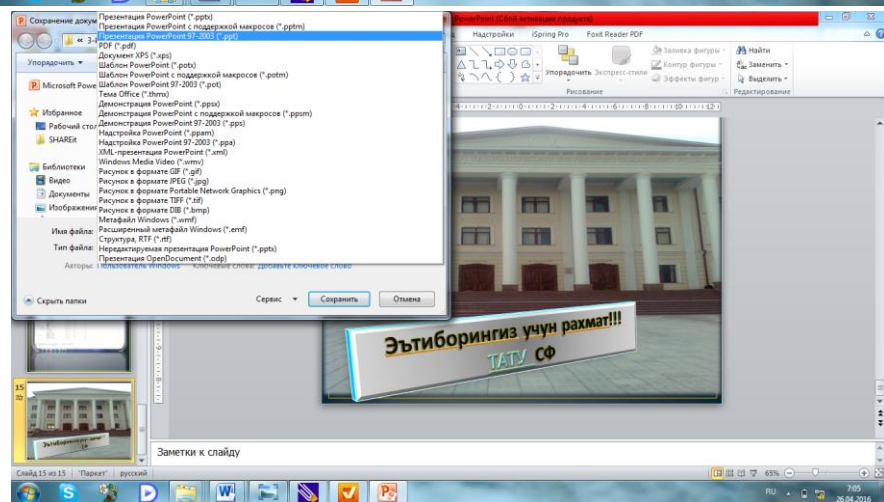 Сохранение докум
Презентация PowerPoint (*.pptx)
Презентация PowerPoint с поддержкой макросов (*.pptm)
Презентация PowerPoint 97-2003 (*.ppt)
PDF (*.pdf)
Документ XPS (*.xps)
Шаблон PowerPoint (*.potx)
Шаблон PowerPoint с поддержкой макросов (*.potm)
Шаблон PowerPoint 97-2003 (*.pot)
Тема Office (*.thmx)
Демонстрация PowerPoint (*.ppsx)
Демонстрация PowerPoint с поддержкой макросов (*.ppsm)
Демонстрация PowerPoint 97-2003 (*.pps)
Надстройка PowerPoint (*.ppam)
Надстройка PowerPoint 97-2003 (*.ppa)
XML-презентация PowerPoint (*.xml)
Windows Media Video (*.wmv)
Рисунок в формате GIF (*.gif)
Рисунок в формате JPEG (*.jpg)
Рисунок в формате Portable Network Graphics (*.png)
Рисунок в формате TIFF (*.tif)
Рисунок в формате DIB (*.bmp)
Метафайл Windows (*.wmf)
Расширенный метафайл Windows (*.emf)
Структура, RTF (*.rtf)
Нередактируемая презентация PowerPoint (*.pptx)
Презентация OpenDocument (*.odp)
Упорядочить
Microsoft Powe
Избранное
Рабочий стол
SHAREit
Библиотеки
Видео
Документы
Изображения
Имя файла:
Тип файла:
Авторы: Пользователь Windows Ключевые слова: Добавьте ключевое слово
Скрыть папки
Сервис
Сохранить
Отмена
PowerPoint (Сбой активации продукта)
Надстройки iSpring Pro Foxit Reader PDF
Упорядочить
Экспресс-стили
Заливка фигуры
Контур фигуры
Эффекты фигур
Рисование
Найти
Заменить
Выделить
Редактирование
Эътиборингиз учун рахмат!!!
ТАТУ СФ
15
Заметки к слайду
Слайд 15 из 15 "Паркет" русский
65%
RU
7:05
26.04.2016